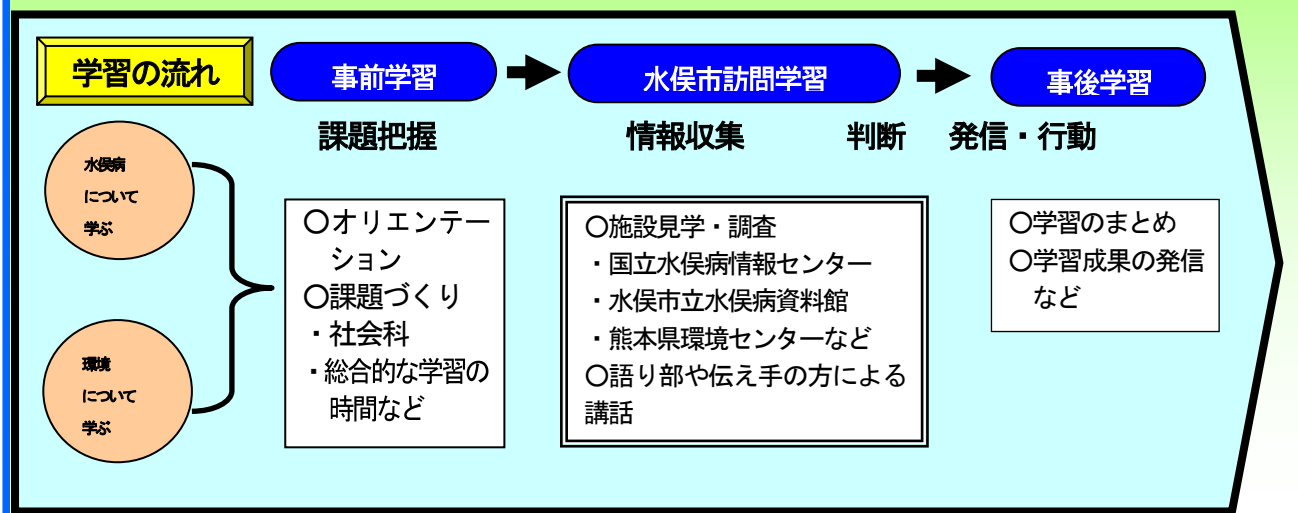 学習の流れ
事前学習
水俣市訪問学習
事後学習
課題把握
情報収集
判断
発信・行動
水俣病
について
学ぶ
環境
について
学ぶ
〇オリエンテー
ション
〇課題づくり
・社会科
・総合的な学習の
時間など
〇施設見学・調査
・国立水俣病情報センター
・水俣市立水俣病資料館
・熊本県環境センターなど
〇語り部や伝え手の方による
講話
〇学習のまとめ
〇学習成果の発信
など